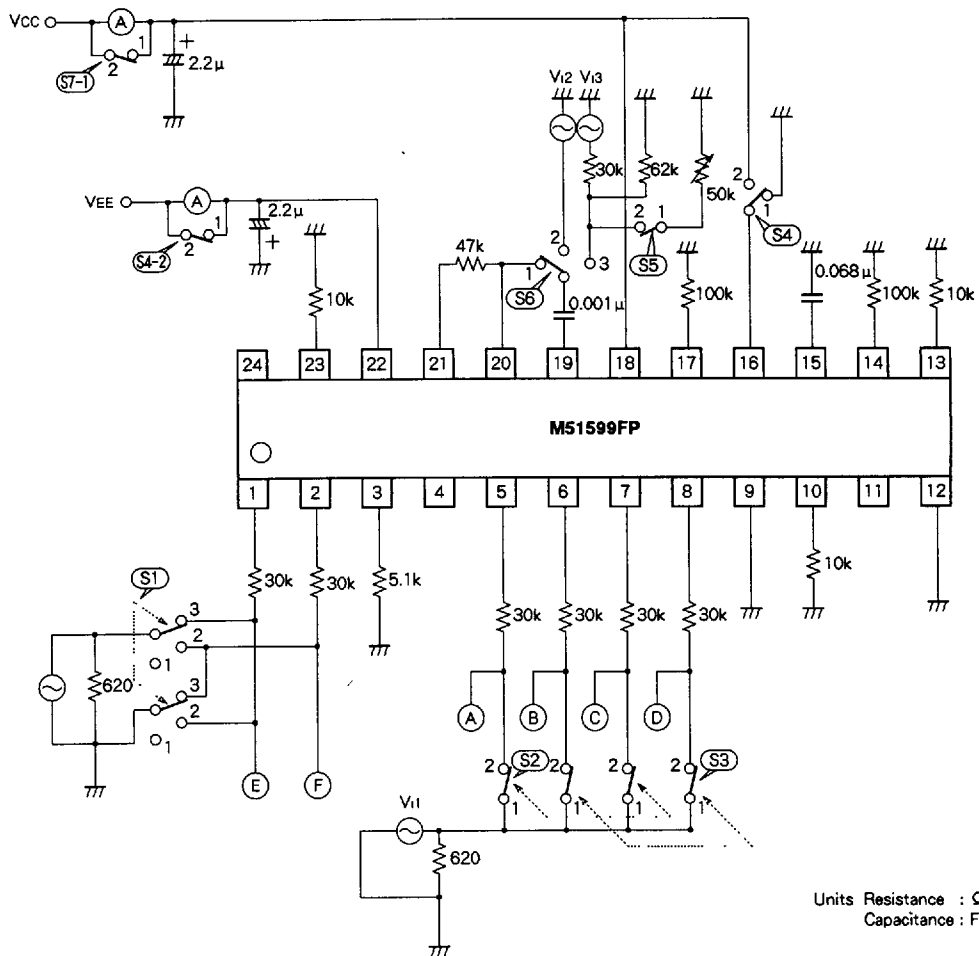 VCC A
1
2
S7-1
+
2.2μ
VI2 VI3
30k
62k
50k
2
1
S4
VEE A
1
2
S4-2
2.2μ
+
10k
47k
1
2
3
S6
0.001μ
2 1
S5
100k
0.068μ
100k
10k
24 23 22 21 20 19 18 17 16 15 14 13
M51599FP
1 2 3 4 5 6 7 8 9 10 11 12
30k
30k
5.1k
30k
30k
30k
30k
10k
S1
3
2
1
3
2
1
620
E F
A B C D
2 S2 2 2 2 S3
1 1 1 1
VI1
620
Units Resistance : Ω
Capacitance : F